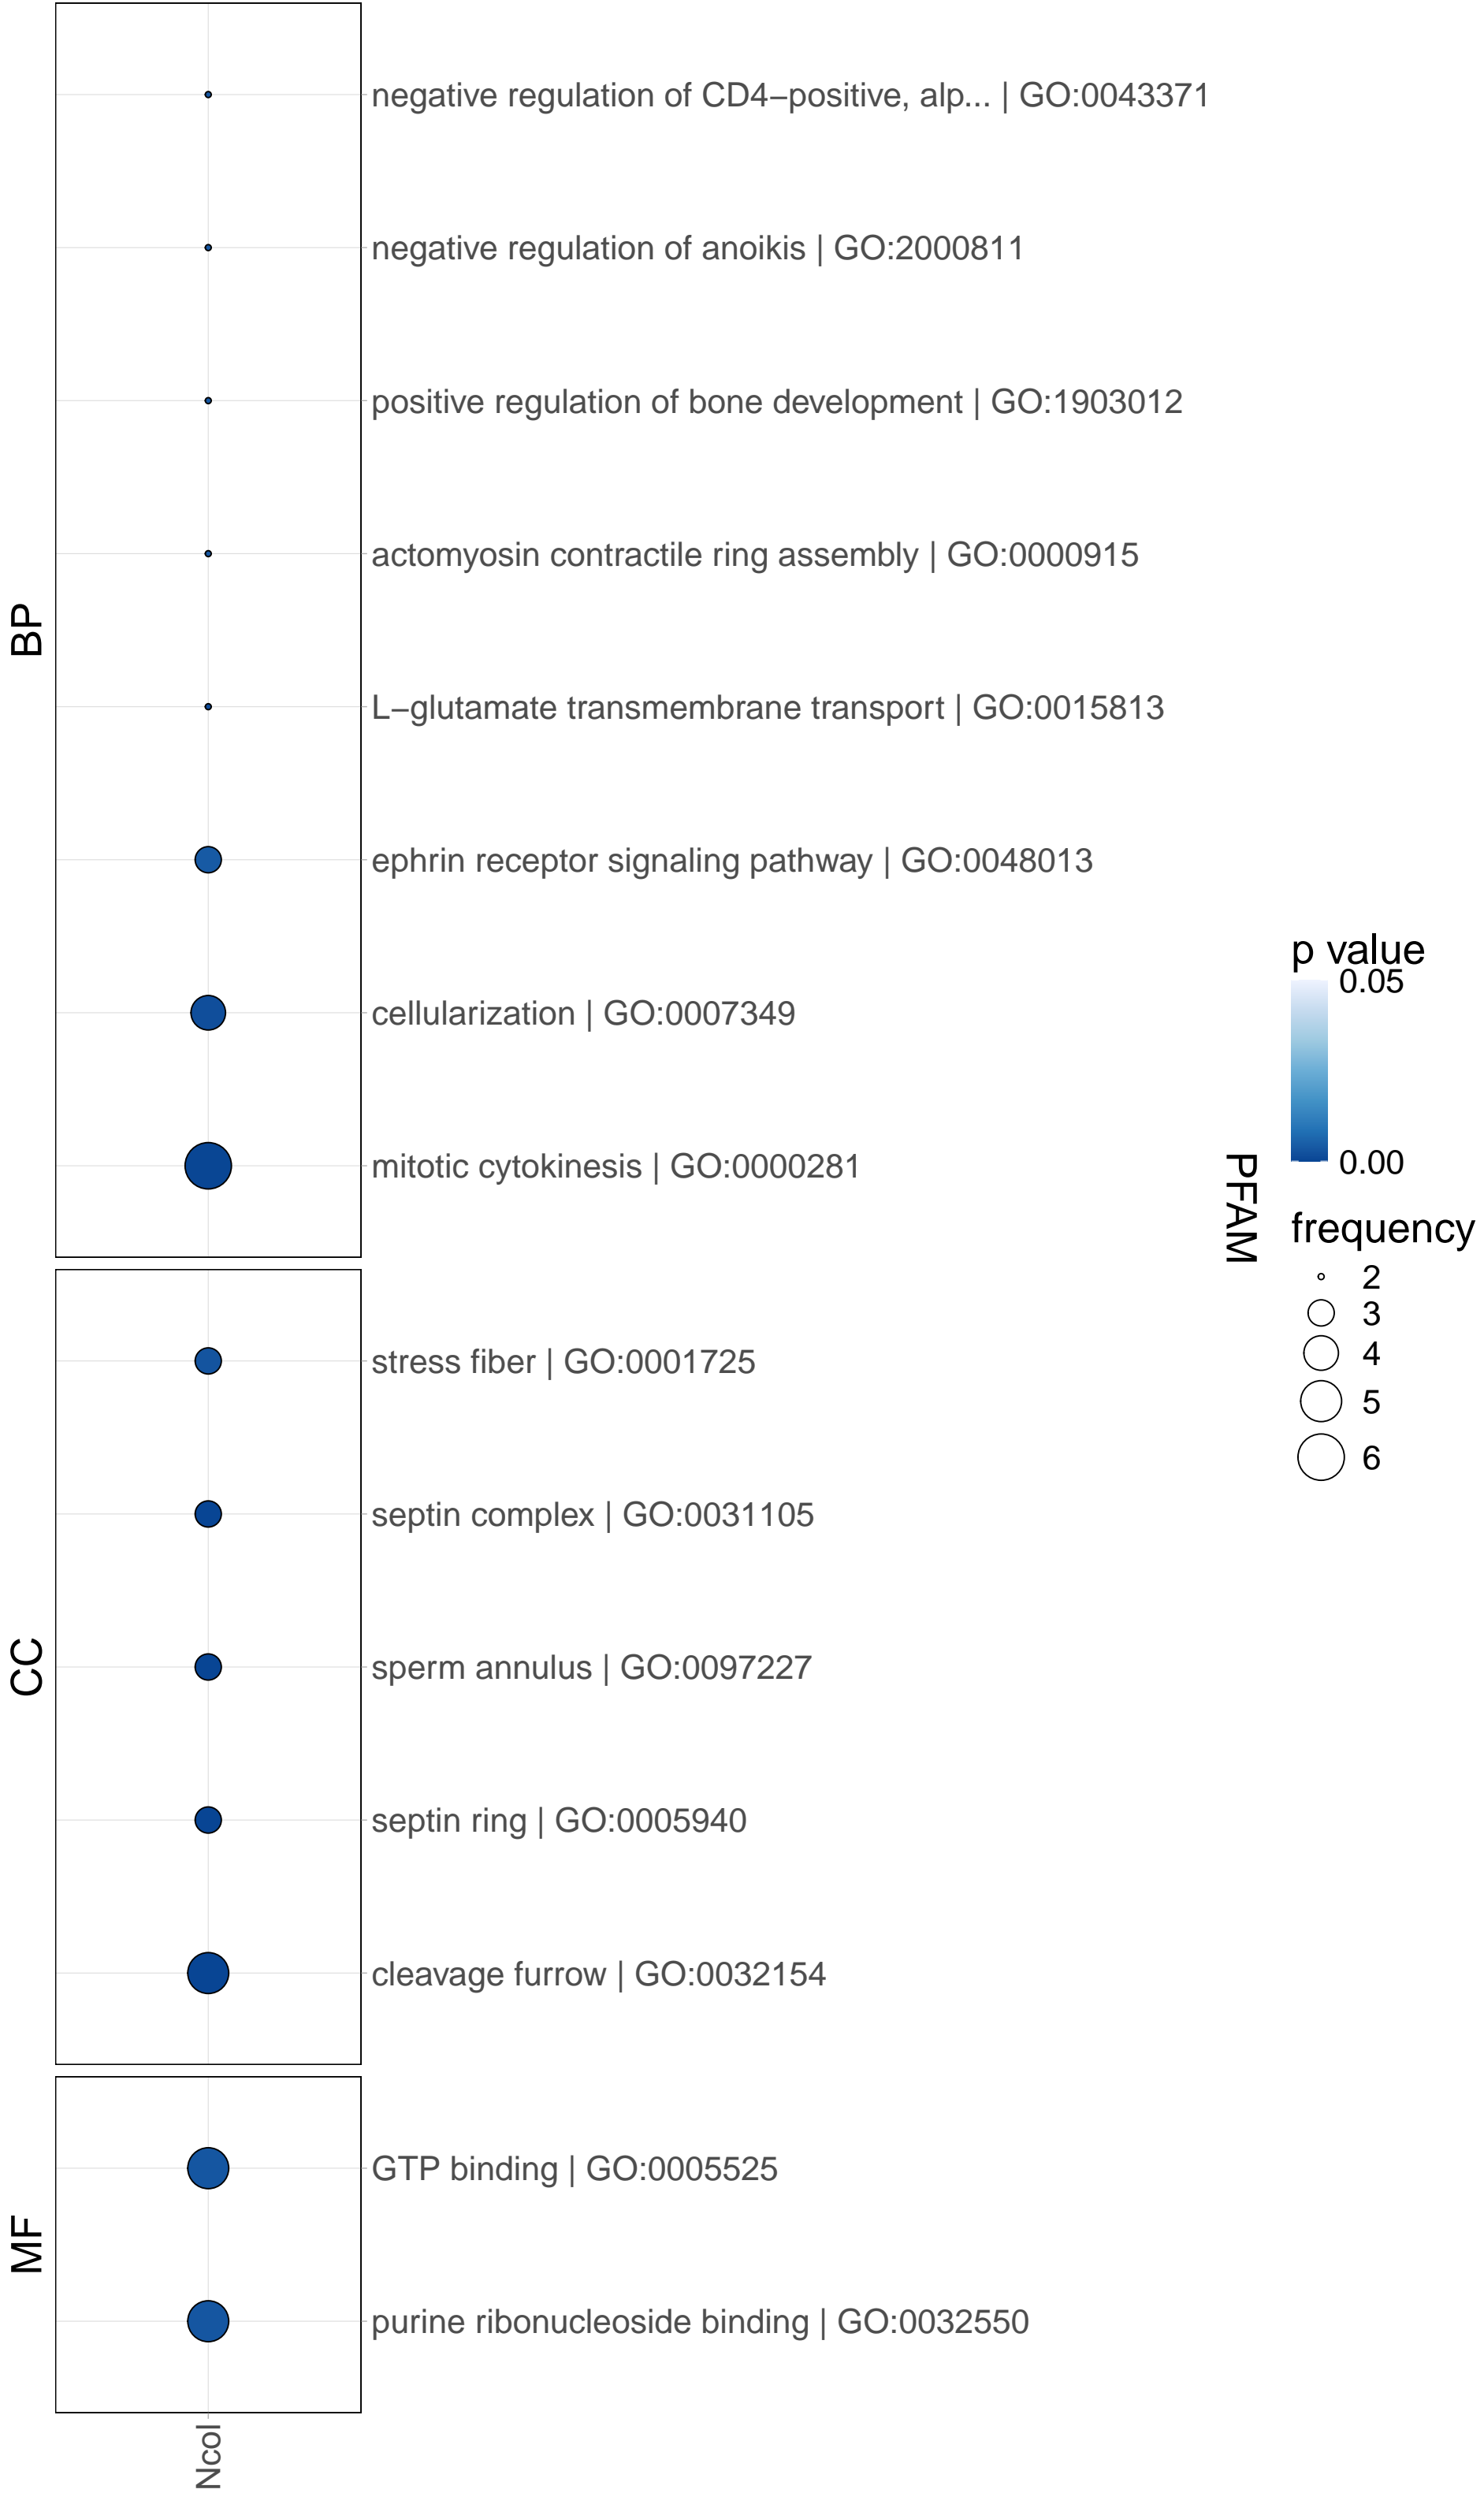 BP
negative regulation of CD4−positive, alp... | GO:0043371
negative regulation of anoikis | GO:2000811
positive regulation of bone development | GO:1903012
actomyosin contractile ring assembly | GO:0000915
L−glutamate transmembrane transport | GO:0015813
ephrin receptor signaling pathway | GO:0048013
cellularization | GO:0007349
mitotic cytokinesis | GO:0000281
CC
stress fiber | GO:0001725
septin complex | GO:0031105
sperm annulus | GO:0097227
septin ring | GO:0005940
cleavage furrow | GO:0032154
MF
GTP binding | GO:0005525
purine ribonucleoside binding | GO:0032550
Ncol
PFAM
p value
0.05
0.00
frequency
2
3
4
5
6